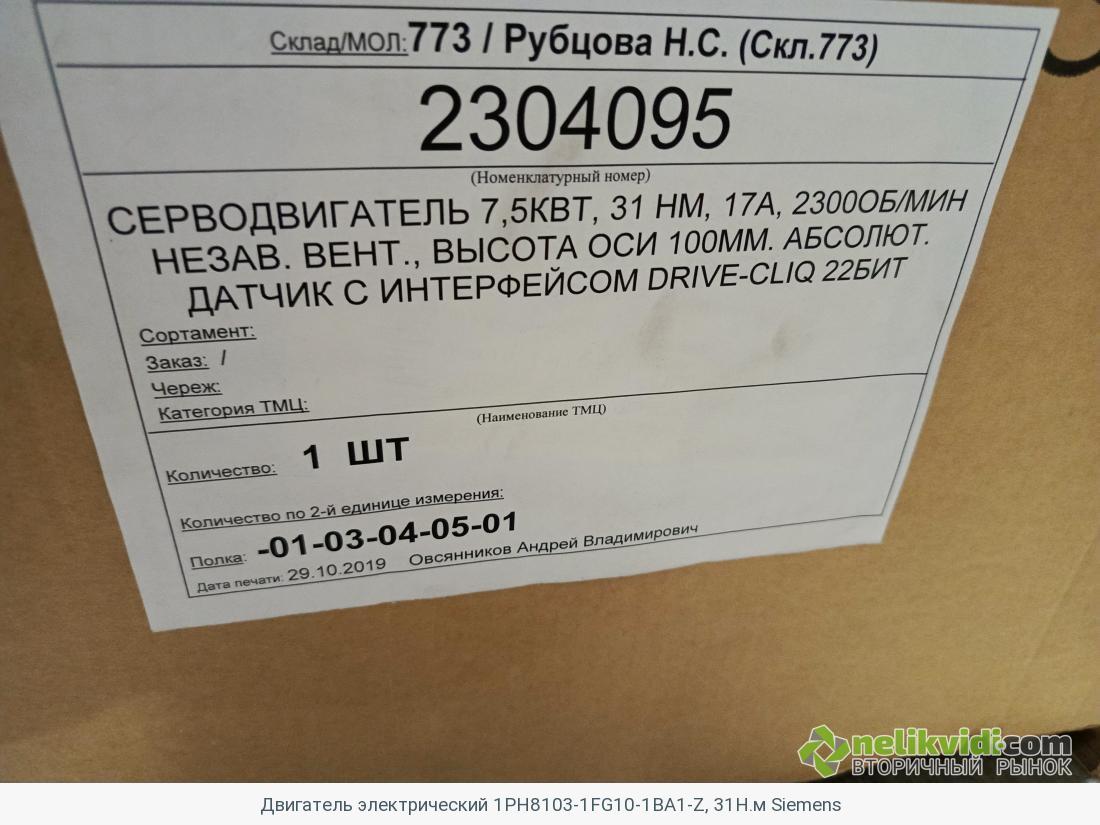 Склад/МОЛ: 773 / Рубцова Н.С. (Скл.773)
2304095
(Номенклатурный номер)
СЕРВОДВИГАТЕЛЬ 7,5КВТ, 31 НМ, 17А, 2300ОБ/МИН
НЕЗАВ. ВЕНТ., ВЫСОТА ОСИ 100ММ. АБСОЛЮТ.
ДАТЧИК С ИНТЕРФЕЙСОМ DRIVE-CLIQ 22БИТ
Сортамент:
Заказ: /
Череж:
Категория ТМЦ:
(Наименование ТМЦ)
Количество: 1 ШТ
Количество по 2-й единице измерения:
Полка: -01-03-04-05-01
Дата печати: 29.10.2019 Овсянников Андрей Владимирович
nelikvidi.com
ВТОРИЧНЫЙ РЫНОК
Двигатель электрический 1PH8103-1FG10-1BA1-Z, 31Н.м Siemens